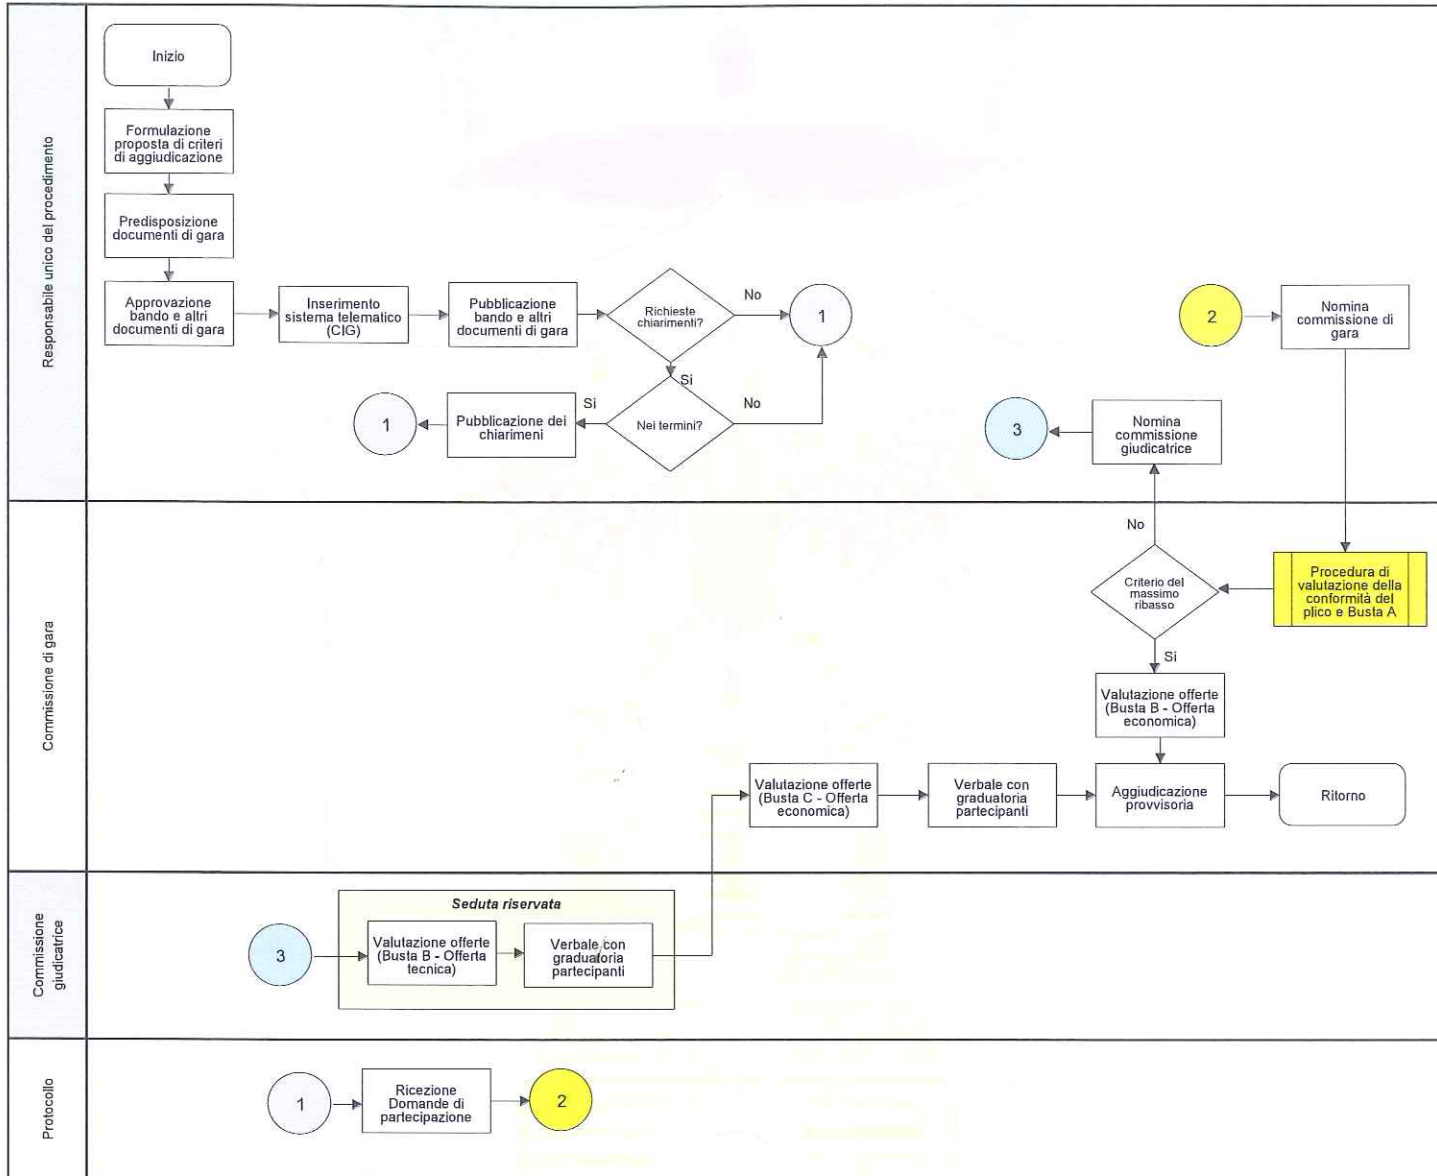 Responsabile unico del procedimento
Inizio
Formulazione
proposta di criteri
di aggiudicazione
Predisposizione
documenti di gara
Approvazione
bando e altri
documenti di gara
Inserimento
sistema telematico
(CIG)
Pubblicazione
bando e altri
documenti di gara
Richieste
chiarimenti?
No
1
Si
Nei termini?
No
Si
Pubblicazione dei
chiarimeni
1
2
Nomina
commissione di
gara
Nomina
commissione
giudicatrice
3
Commissione di gara
No
Criterio del
massimo
ribasso
Procedura di
valutazione della
conformità del
plico e Busta A
Si
Valutazione offerte
(Busta B - Offerta
economica)
Valutazione offerte
(Busta C - Offerta
economica)
Verbale con
graduatoria
partecipanti
Aggiudicazione
provvisoria
Ritorno
Commissione
giudicatrice
Seduta riservata
3
Valutazione offerte
(Busta B - Offerta
tecnica)
Verbale con
graduatoria
partecipanti
Protocollo
1
Ricezione
Domande di
partecipazione
2